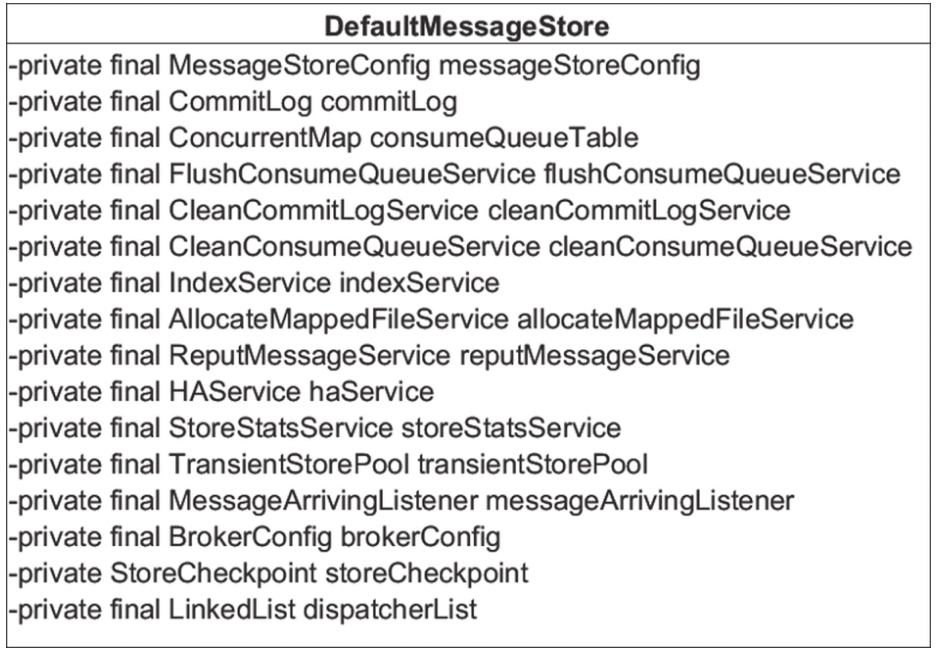 DefaultMessageStore
-private final MessageStoreConfig messageStoreConfig
-private final CommitLog commitLog
-private final ConcurrentMap consumeQueueTable
-private final FlushConsumeQueueService flushConsumeQueueService
-private final CleanCommitLogService cleanCommitLogService
-private final CleanConsumeQueueService cleanConsumeQueueService
-private final IndexService indexService
-private final AllocateMappedFileService allocateMappedFileService
-private final ReputMessageService reputMessageService
-private final HAService haService
-private final StoreStatsService storeStatsService
-private final TransientStorePool transientStorePool
-private final MessageArrivingListener messageArrivingListener
-private final BrokerConfig brokerConfig
-private StoreCheckpoint storeCheckpoint
-private final LinkedList dispatcherList